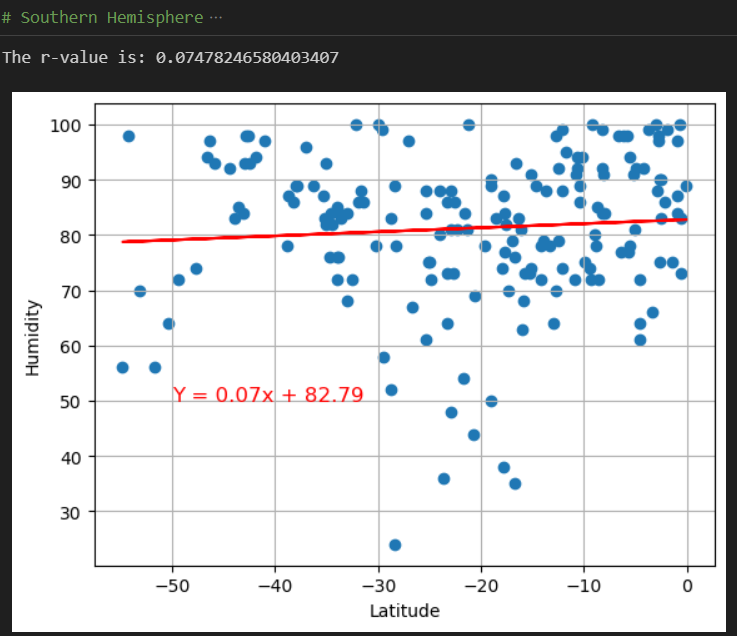 # Southern Hemisphere ···
The r-value is: 0.07478246580403407
100
90
80
70
60
50
40
30
Humidity
Y = 0.07x + 82.79
−50 −40 −30 −20 −10 0
Latitude